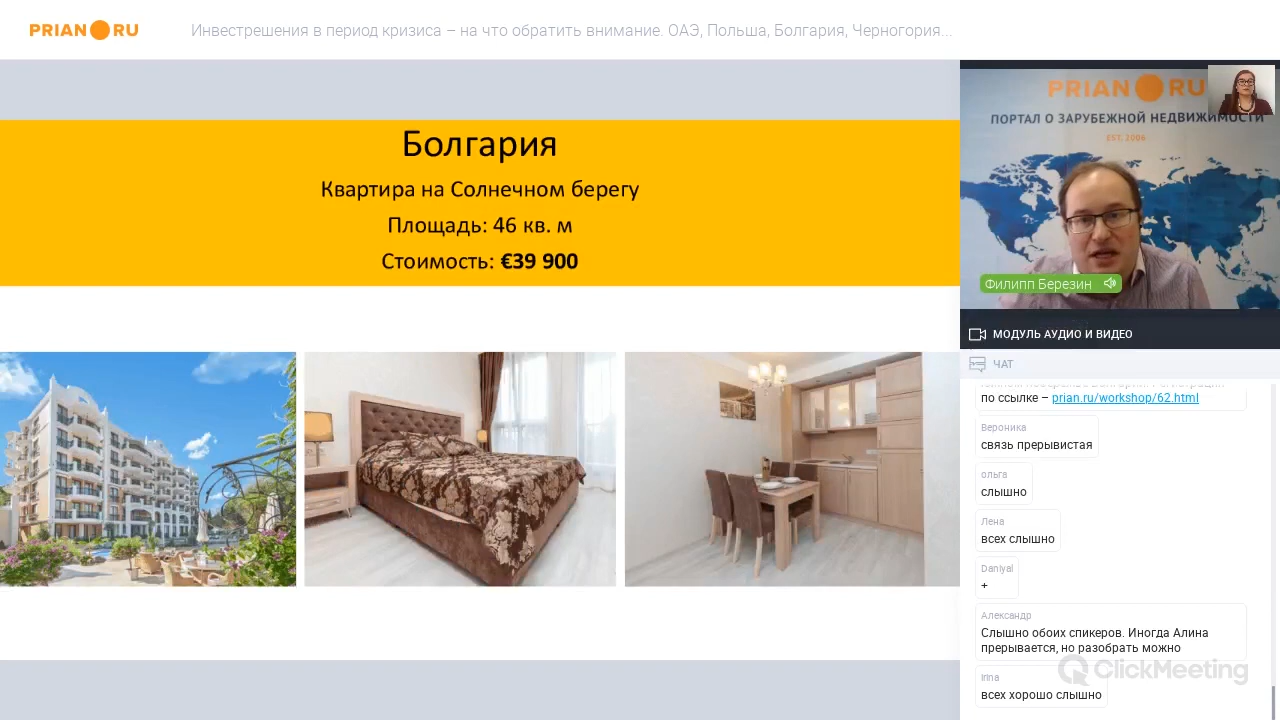 PRIAN RU
Инвестрешения в период кризиса – на что обратить внимание. ОАЭ, Польша, Болгария, Черногория...
Болгария
Квартира на Солнечном берегу
Площадь: 46 кв. м
Стоимость: €39 900
PRIAN RU
ПОРТАЛ О ЗАРУБЕЖНОЙ НЕДВИЖИМОСТИ
EST. 2006
Филипп Березин
МОДУЛЬ АУДИО И ВИДЕО
ЧАТ
по ссылке – prian.ru/workshop/62.html
Вероника
связь прерывистая
ольга
слышно
Лена
всех слышно
Daniyal
+
Александр
Слышно обоих спикеров. Иногда Алина
прерывается, но разобрать можно
ClickMeeting
irina
всех хорошо слышно